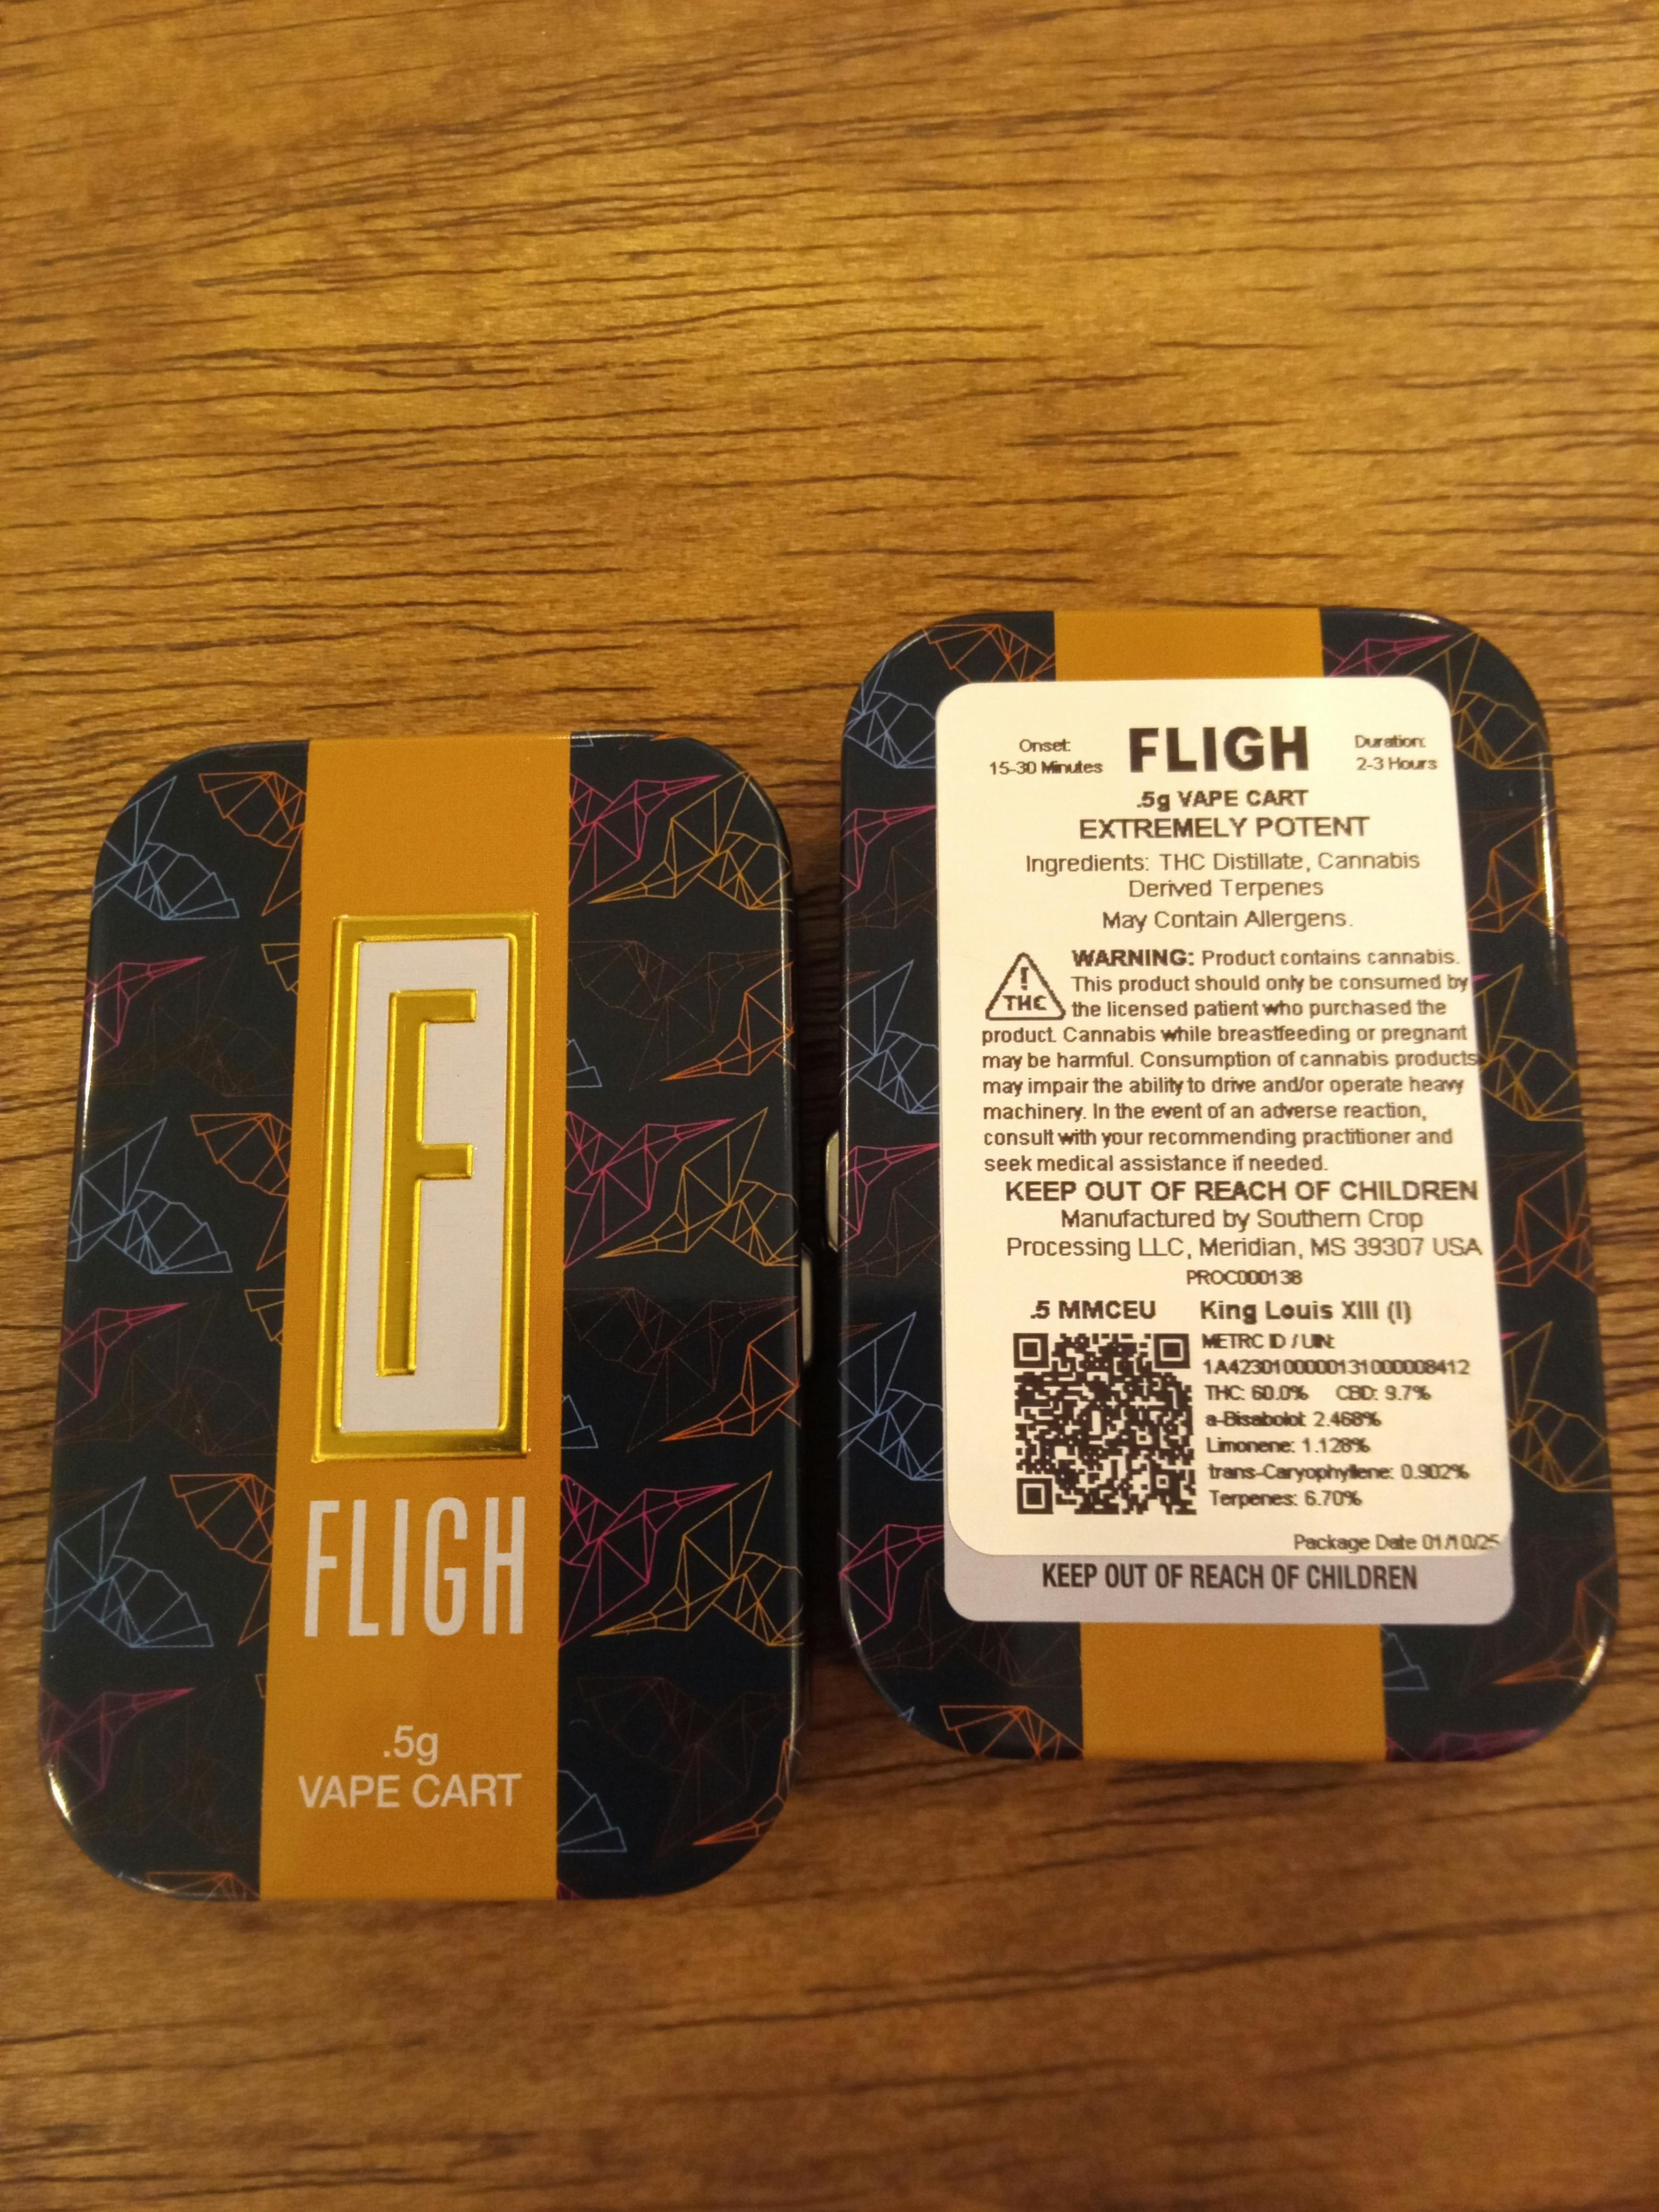 F
FLIGH
.5g
VAPE CART
Onset:
15-30 Minutes
FLIGH
Duration:
2-3 Hours
.5g VAPE CART
EXTREMELY POTENT
Ingredients: THC Distillate, Cannabis
Derived Terpenes
May Contain Allergens.
!
THC
WARNING: Product contains cannabis.
This product should only be consumed by
the licensed patient who purchased the
product. Cannabis while breastfeeding or pregnant
may be harmful. Consumption of cannabis products
may impair the ability to drive and/or operate heavy
machinery. In the event of an adverse reaction,
consult with your recommending practitioner and
seek medical assistance if needed.
KEEP OUT OF REACH OF CHILDREN
Manufactured by Southern Crop
Processing LLC, Meridian, MS 39307 USA
PROC000138
.5 MMCEU King Louis XIII (I)
METRC ID / UIN:
1A4230100000131000008412
THC: 60.0% CBD: 9.7%
a-Bisabolol: 2.468%
Limonene: 1.128%
trans-Caryophyllene: 0.902%
Terpenes: 6.70%
Package Date 01/10/25
KEEP OUT OF REACH OF CHILDREN